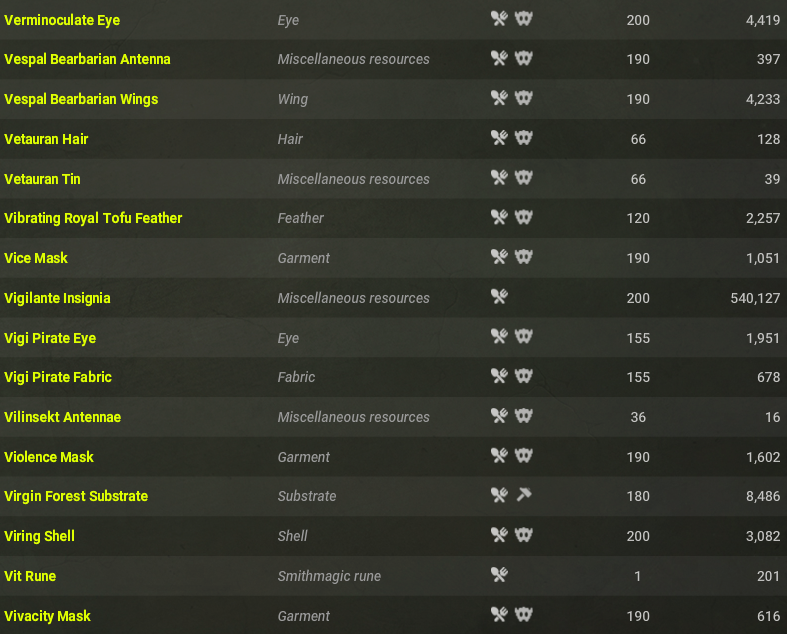 Verminoculate Eye Eye 200 4,419
Vespal Bearbarian Antenna Miscellaneous resources 190 397
Vespal Bearbarian Wings Wing 190 4,233
Vetauran Hair Hair 66 128
Vetauran Tin Miscellaneous resources 66 39
Vibrating Royal Tofu Feather Feather 120 2,257
Vice Mask Garment 190 1,051
Vigilante Insignia Miscellaneous resources 200 540,127
Vigi Pirate Eye Eye 155 1,951
Vigi Pirate Fabric Fabric 155 678
Vilinsekt Antennae Miscellaneous resources 36 16
Violence Mask Garment 190 1,602
Virgin Forest Substrate Substrate 180 8,486
Viring Shell Shell 200 3,082
Vit Rune Smithmagic rune 1 201
Vivacity Mask Garment 190 616